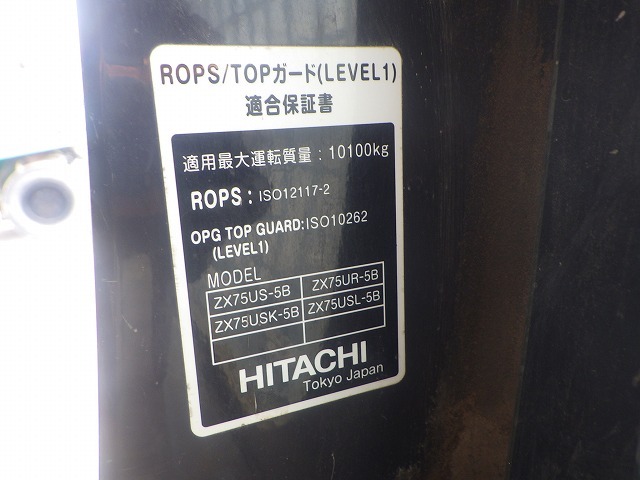 ROPS/TOPガード(LEVEL1)
適合保証書
適用最大運転質量：10100kg
ROPS：ISO12117-2
OPG TOP GUARD:ISO10262
(LEVEL1)
MODEL
ZX75US-5B ZX75UR-5B
ZX75USK-5B ZX75USL-5B
HITACHI
Tokyo Japan